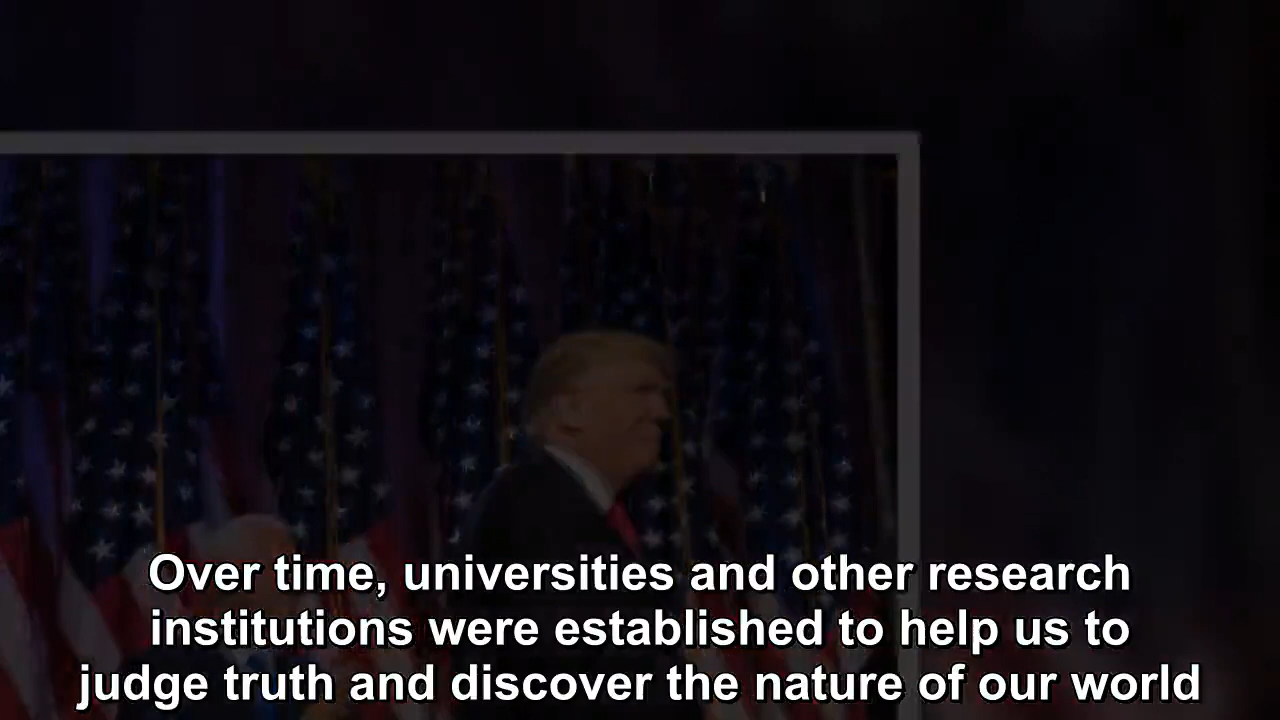 Over time, universities and other research
institutions were established to help us to
judge truth and discover the nature of our world